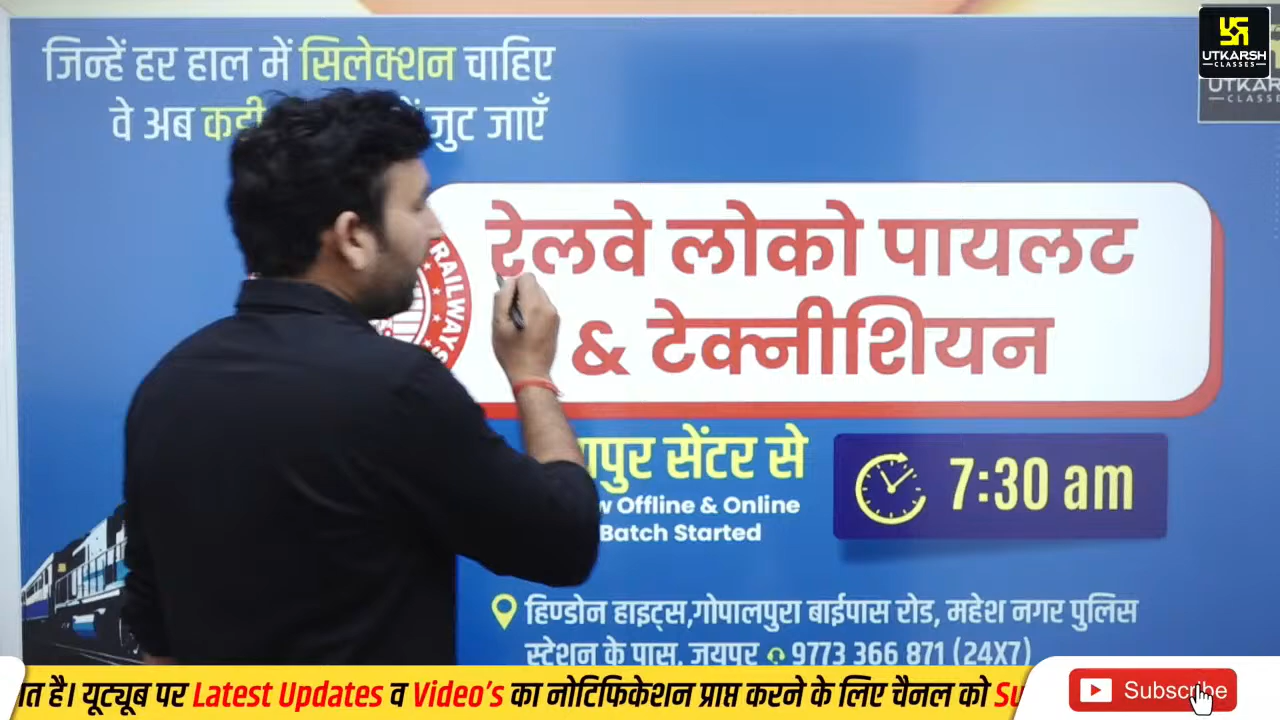 जिन्हें हर हाल में सिलेक्शन चाहिए
वे अब जुट जाएँ
UTKARSH
CLASSES
RAILWAYS
रेलवे लोको पायलट
& टेक्नीशियन
सेंटर से
7:30 am
Offline & Online
Batch Started
हिण्डोन हाइट्स,गोपालपुरा बाईपास रोड, महेश नगर पुलिस
स्टेशन के पास, जयपुर 9773 366 871 (24X7)
है। यूट्यूब पर Latest Updates व Video's का नोटिफिकेशन प्राप्त करने के लिए चैनल को
Subscribe